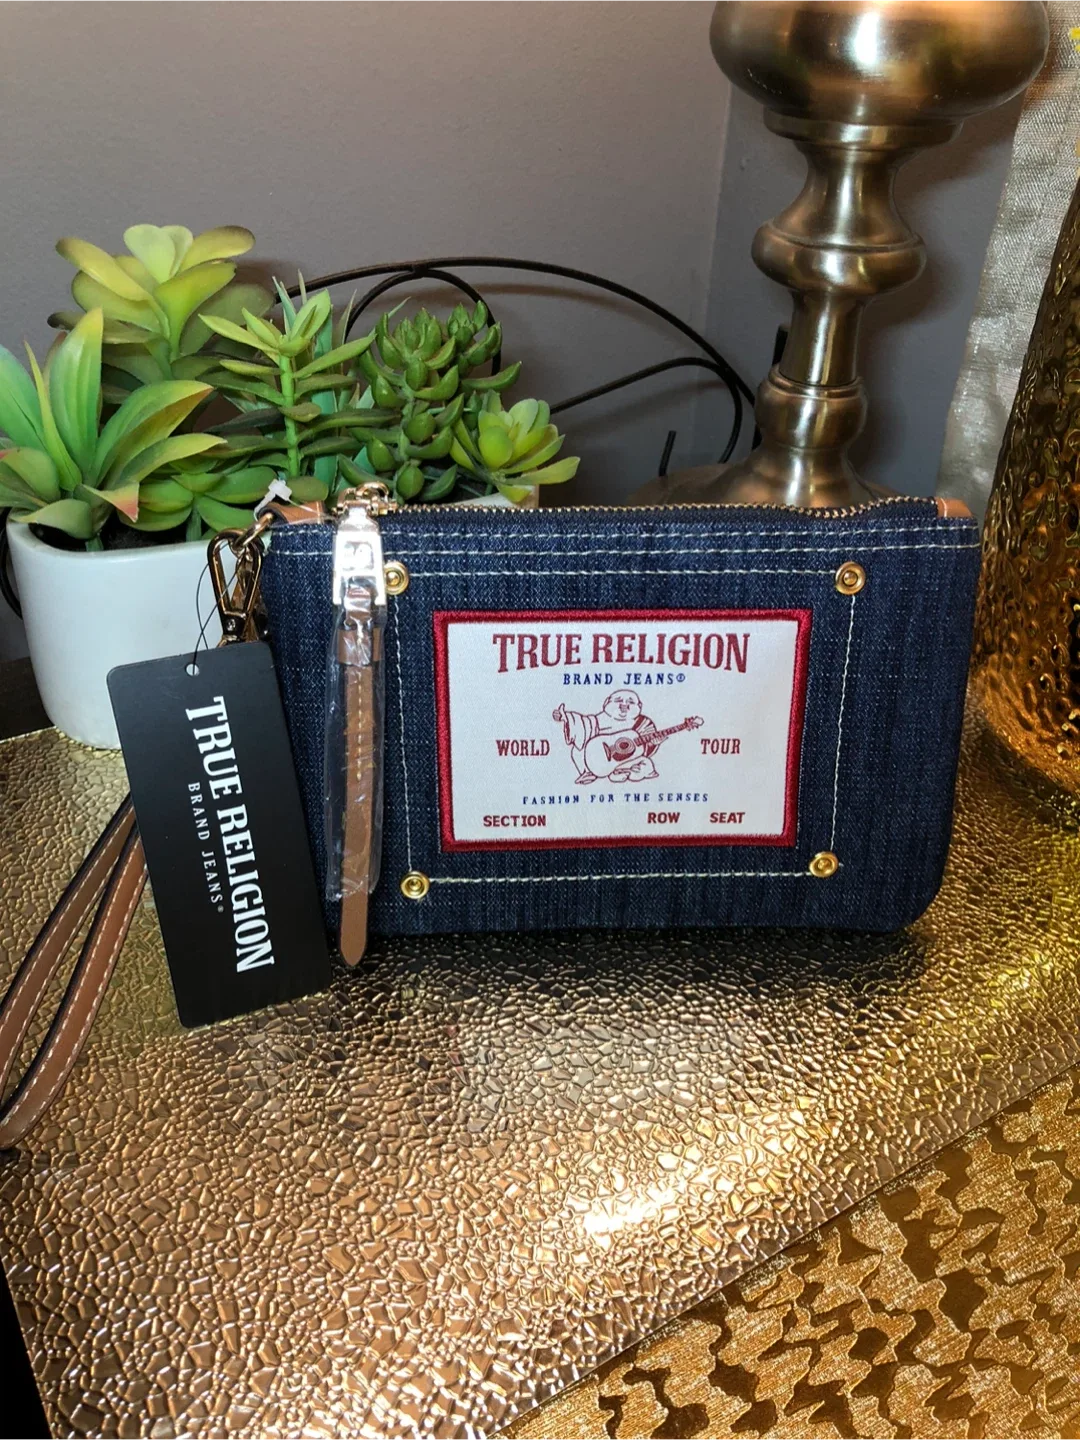 TRUE RELIGION
BRAND JEANS®
WORLD TOUR
FASHION FOR THE SENSES
SECTION ROW SEAT
TRUE RELIGION
BRAND JEANS®